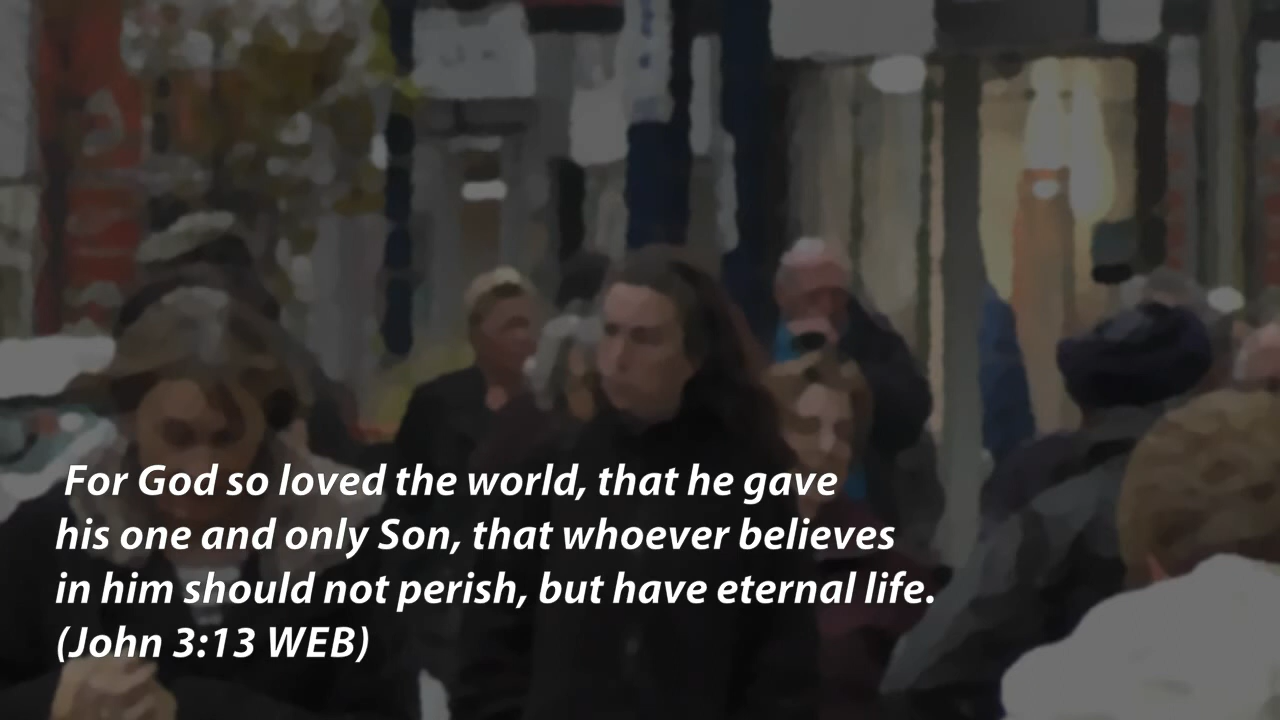 For God so loved the world, that he gave
his one and only Son, that whoever believes
in him should not perish, but have eternal life.
(John 3:13 WEB)